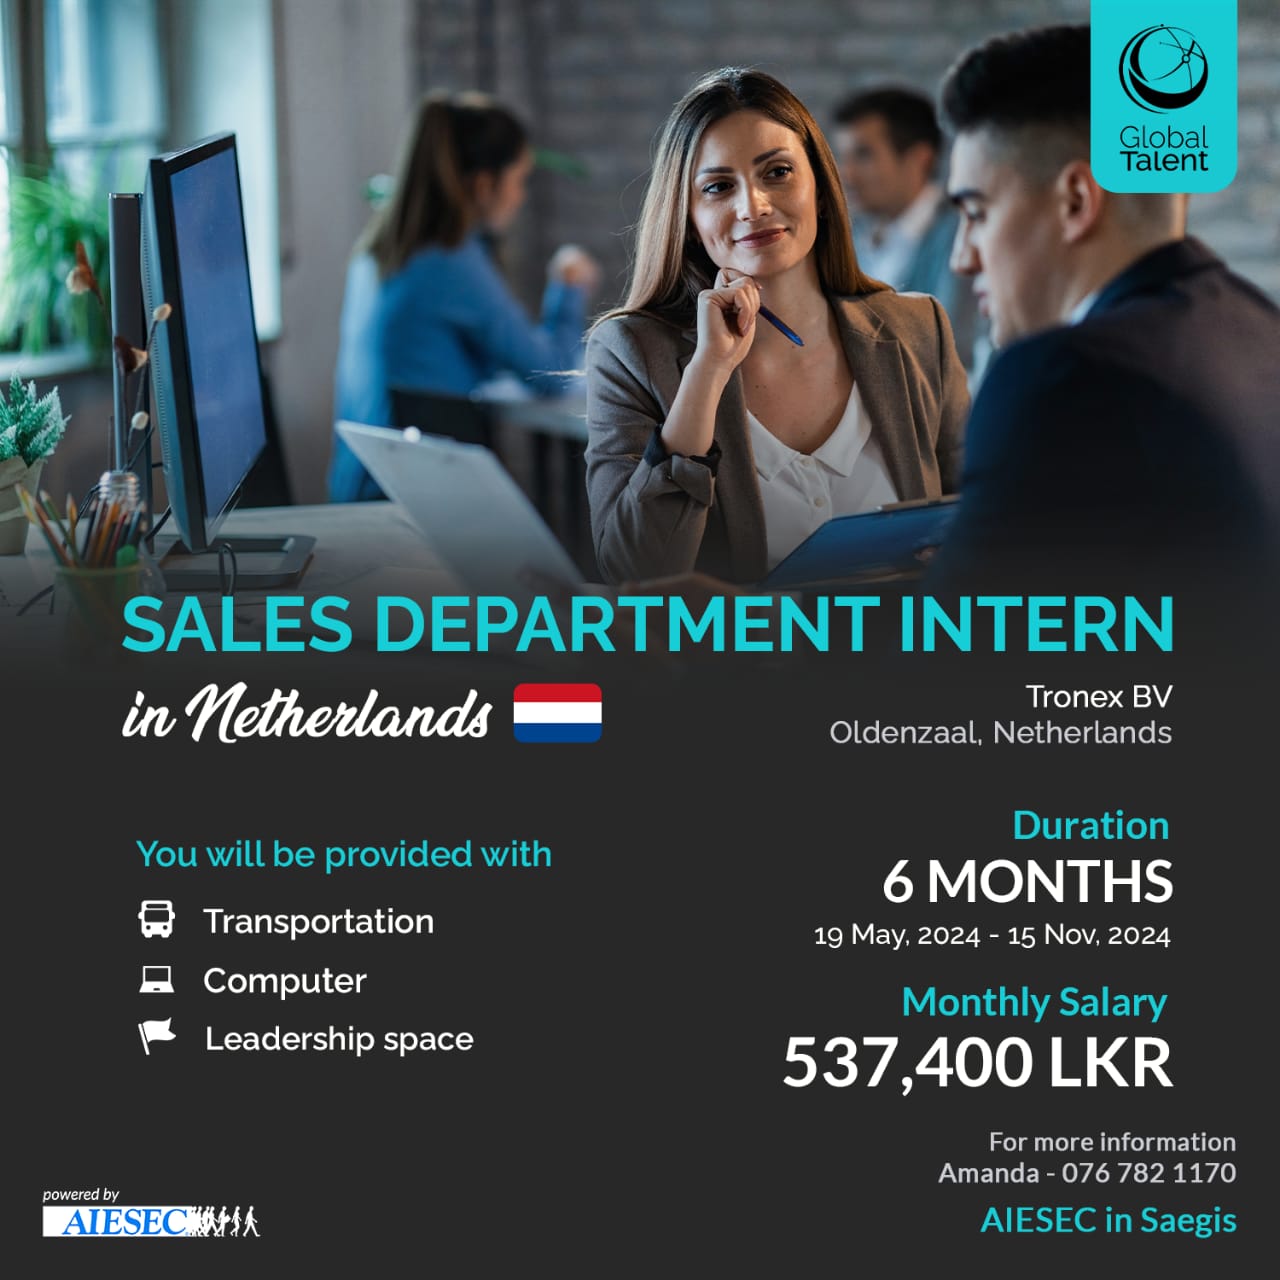 Global
Talent
SALES DEPARTMENT INTERN
in Netherlands
Tronex BV
Oldenzaal, Netherlands
You will be provided with
Transportation
Computer
Leadership space
Duration
6 MONTHS
19 May, 2024 - 15 Nov, 2024
Monthly Salary
537,400 LKR
For more information
Amanda - 076 782 1170
AIESEC in Saegis
powered by
AIESEC